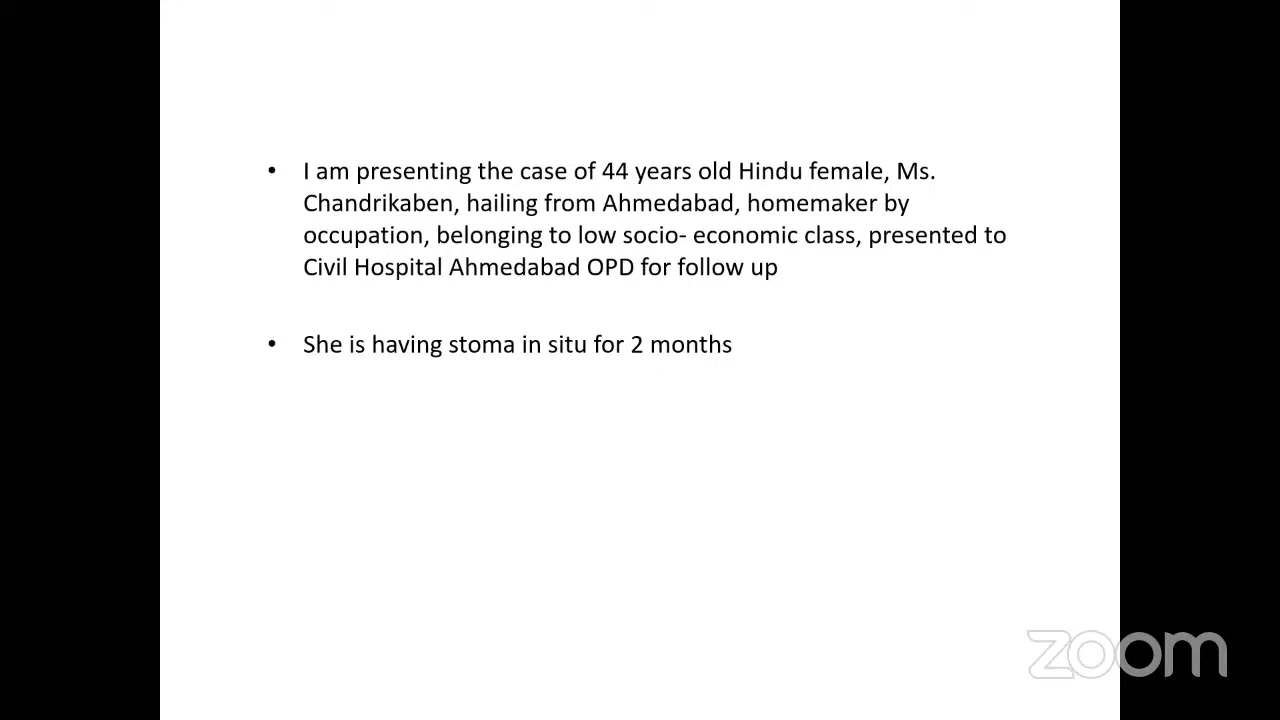 • I am presenting the case of 44 years old Hindu female, Ms.
Chandrikaben, hailing from Ahmedabad, homemaker by
occupation, belonging to low socio- economic class, presented to
Civil Hospital Ahmedabad OPD for follow up
• She is having stoma in situ for 2 months
zoom